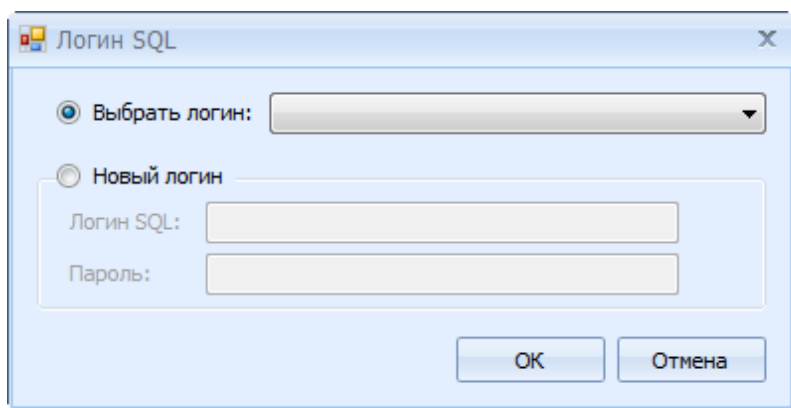 Логин SQL
Выбрать логин:
Новый логин
Логин SQL:
Пароль:
OK Отмена